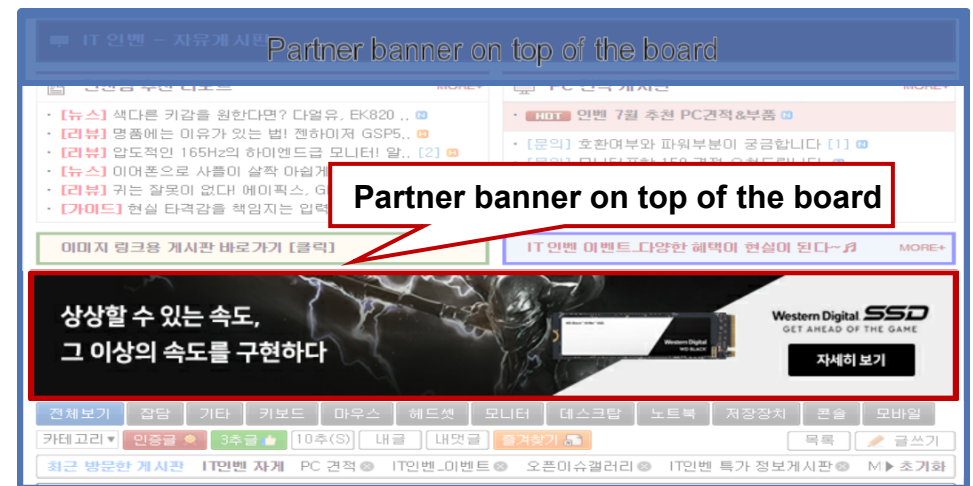 IT 인벤 - 자유게시판
Partner banner on top of the board
MORE+
· [뉴스] 색다른 키감을 원한다면? 다얼유, EK820 ..
· [리뷰] 명품에는 이유가 있는 법! 젠하이저 GSP5..
· [리뷰] 압도적인 165Hz의 하이엔드급 모니터! 알.. [2]
· [뉴스] 이어폰으로 사플이 살짝 아쉽게
· [리뷰] 귀는 잘못이 없다! 에이픽스, G
· [가이드] 현실 타격감을 책임지는 입력
MORE+
· HOT 인벤 7월 추천 PC견적&부품
· [문의] 호환여부와 파워부분이 궁금합니다 [1]
Partner banner on top of the board
이미지 링크용 게시판 바로가기 [클릭]
IT 인벤 이벤트_다양한 혜택이 현실이 된다~♬ MORE+
상상할 수 있는 속도,
그 이상의 속도를 구현하다
Western Digital
WD BLACK
Western Digital SSD
GET AHEAD OF THE GAME
자세히 보기
전체보기 잡담 기타 키보드 마우스 헤드셋 모니터 데스크탑 노트북 저장장치 콘솔 모바일
카테고리▼ 인증글 3추글 10추(S) 내글 내댓글 즐겨찾기 목록 글쓰기
최근 방문한 게시판 IT인벤 자게 PC 견적 IT인벤_이벤트 오픈이슈갤러리 IT인벤 특가 정보게시판 M▶ 초기화